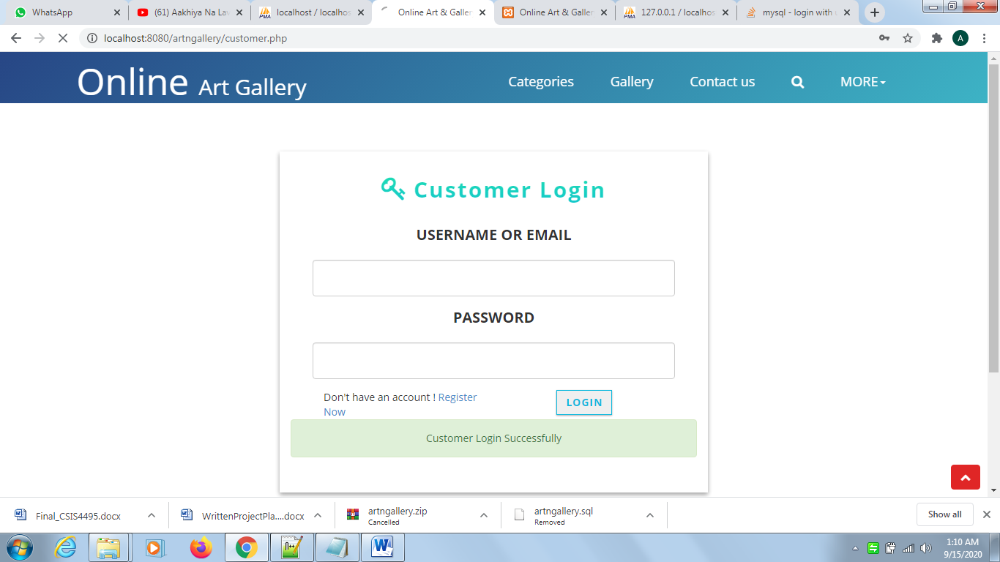 WhatsApp
(61) Aakhiya Na Lav
localhost / localhos
Online Art & Galler
Online Art & Galler
127.0.0.1 / localhos
mysql - login with
localhost:8080/artngallery/customer.php
A
Online Art Gallery
Categories
Gallery
Contact us
MORE
Customer Login
USERNAME OR EMAIL
PASSWORD
Don't have an account ! Register
Now
LOGIN
Customer Login Successfully
Final_CSIS4495.docx
WrittenProjectPla....docx
artngallery.zip
Cancelled
artngallery.sql
Removed
Show all
1:10 AM
9/15/2020